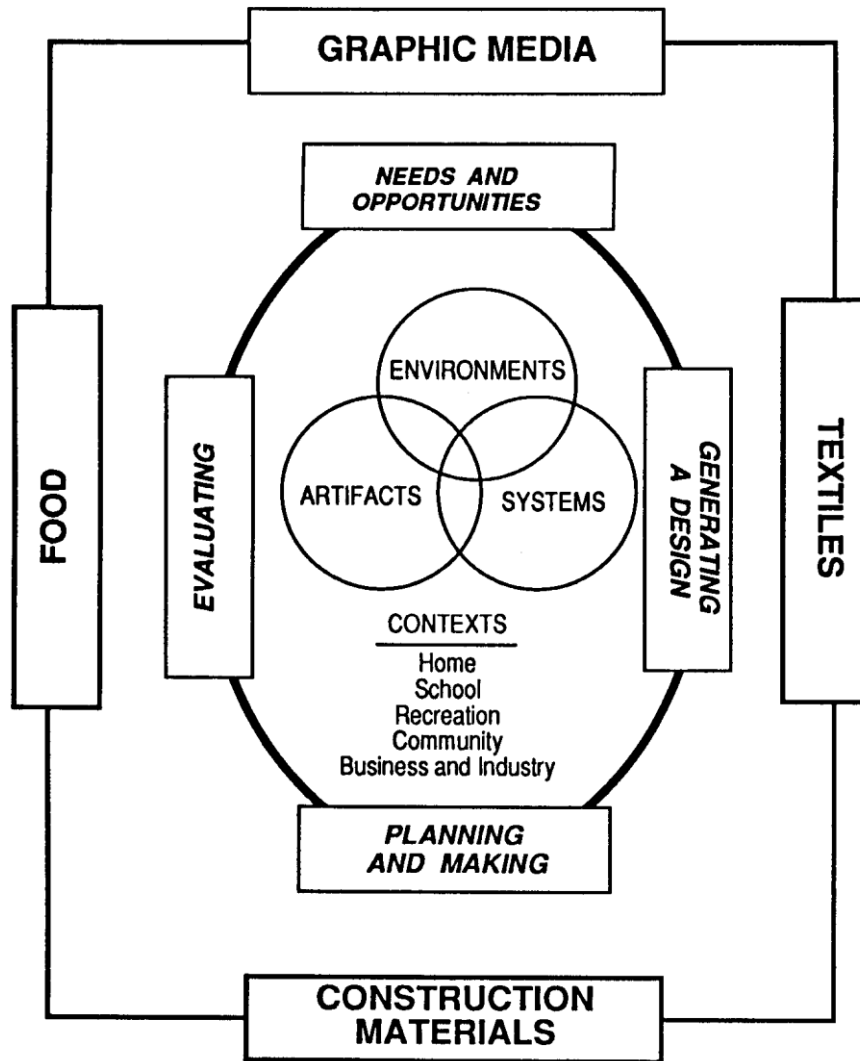 GRAPHIC MEDIA
NEEDS AND
OPPORTUNITIES
ENVIRONMENTS
ARTIFACTS
SYSTEMS
FOOD
EVALUATING
GENERATING
A DESIGN
TEXTILES
CONTEXTS
Home
School
Recreation
Community
Business and Industry
PLANNING
AND MAKING
CONSTRUCTION
MATERIALS